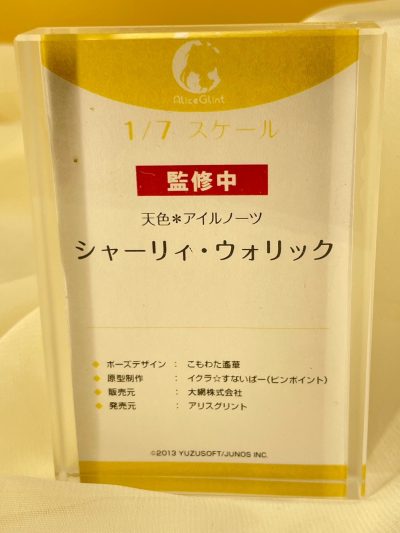 AliceGlint
1/7 スケール
監修中
天色＊アイルノーツ
シャーリィ・ウォリック
◆ ポーズデザイン ： こもわた遙華
◆ 原型制作 ： イクラ☆すないぱー(ピンポイント)
◆ 販売元 ： 大網株式会社
◆ 発売元 ： アリスグリント
©2013 YUZUSOFT/JUNOS INC.